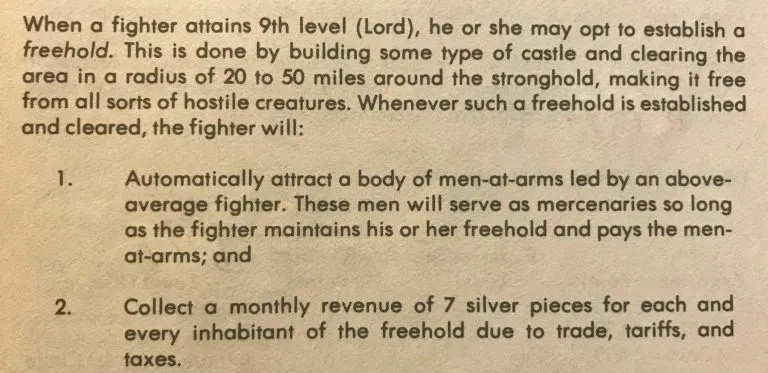 When a fighter attains 9th level (Lord), he or she may opt to establish a
freehold. This is done by building some type of castle and clearing the
area in a radius of 20 to 50 miles around the stronghold, making it free
from all sorts of hostile creatures. Whenever such a freehold is established
and cleared, the fighter will:
1. Automatically attract a body of men-at-arms led by an above-
average fighter. These men will serve as mercenaries so long
as the fighter maintains his or her freehold and pays the men-
at-arms; and
2. Collect a monthly revenue of 7 silver pieces for each and
every inhabitant of the freehold due to trade, tariffs, and
taxes.